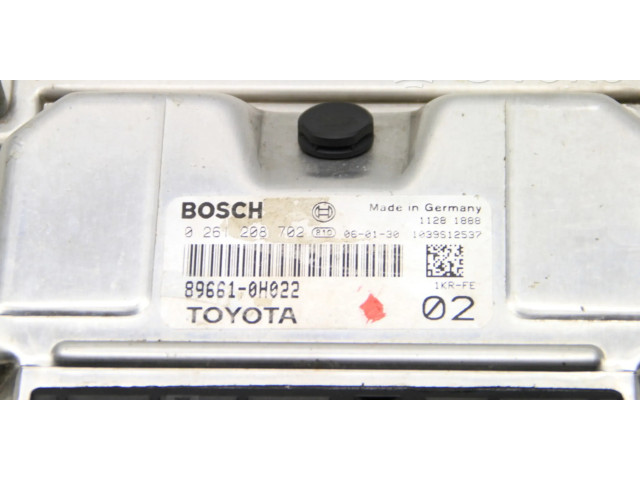 BOSCH Made in Germany
1128 1888
0 261 208 702 R10 06-01-30 1039S12537
89661-0H022 1KR-FE
TOYOTA 02